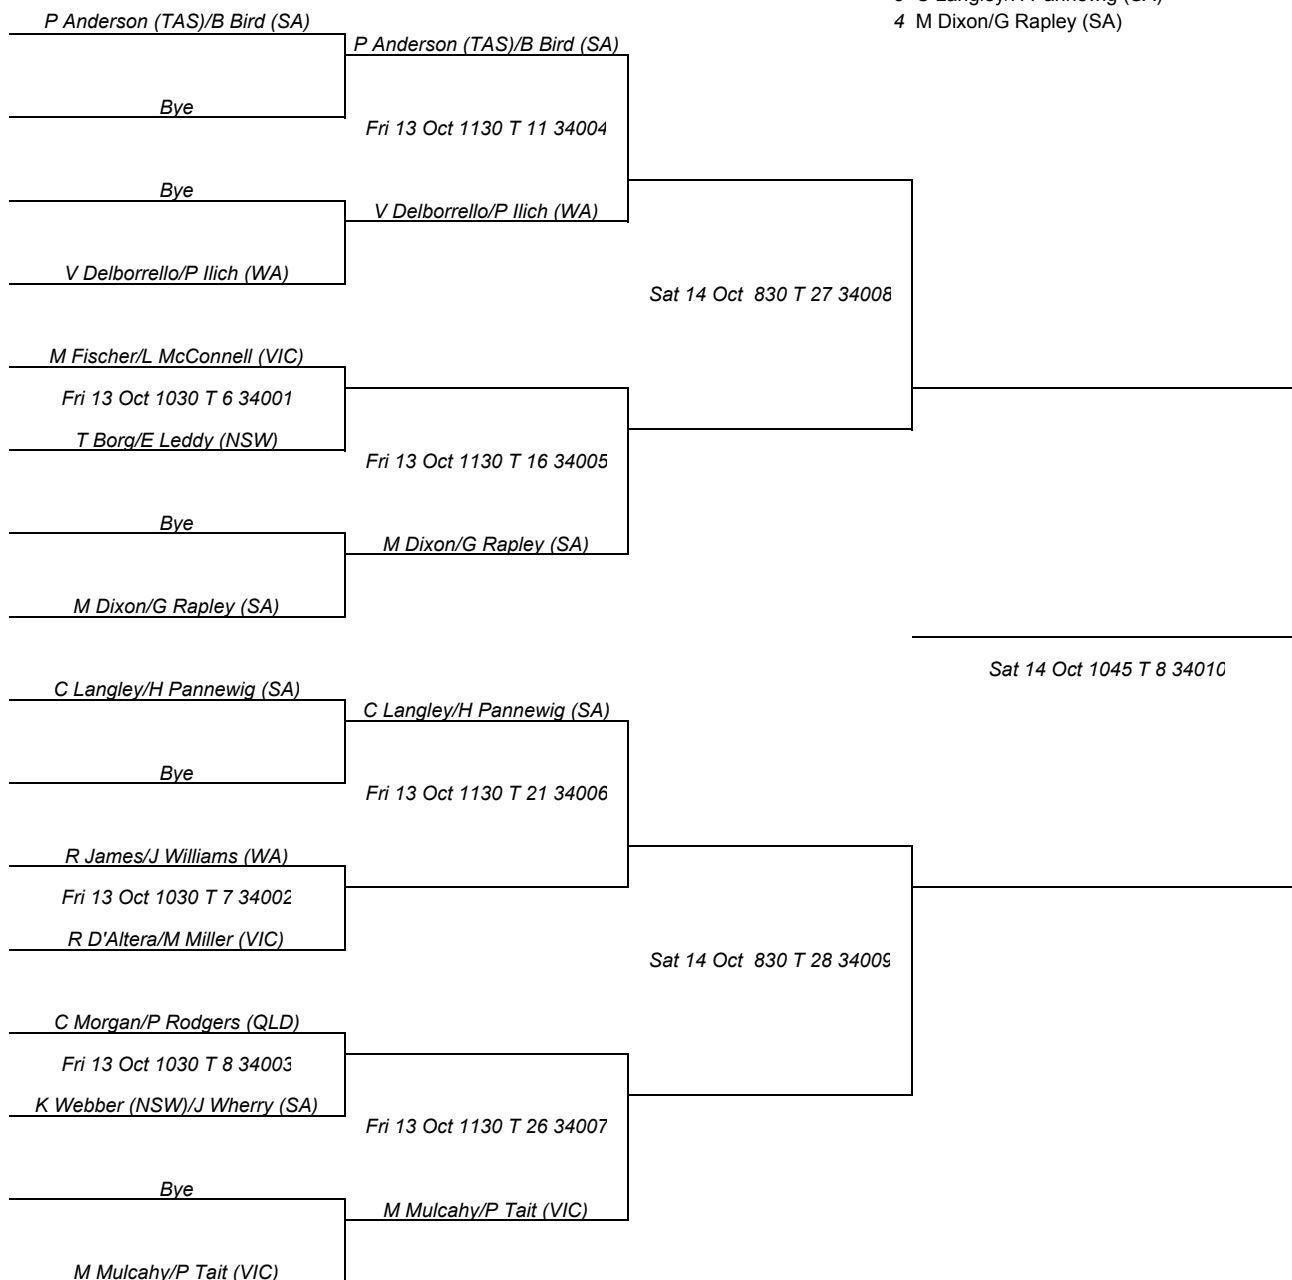 P Anderson (TAS)/B Bird (SA)
4 M Dixon/G Rapley (SA)
P Anderson (TAS)/B Bird (SA)
Bye
Fri 13 Oct 1130 T 11 34004
Bye
V Delborrello/P Ilich (WA)
V Delborrello/P Ilich (WA)
Sat 14 Oct 830 T 27 34008
M Fischer/L McConnell (VIC)
Fri 13 Oct 1030 T 6 34001
T Borg/E Leddy (NSW)
Fri 13 Oct 1130 T 16 34005
Bye
M Dixon/G Rapley (SA)
M Dixon/G Rapley (SA)
Sat 14 Oct 1045 T 8 34010
C Langley/H Pannewig (SA)
C Langley/H Pannewig (SA)
Bye
Fri 13 Oct 1130 T 21 34006
R James/J Williams (WA)
Fri 13 Oct 1030 T 7 34002
R D'Altera/M Miller (VIC)
Sat 14 Oct 830 T 28 34009
C Morgan/P Rodgers (QLD)
Fri 13 Oct 1030 T 8 34003
K Webber (NSW)/J Wherry (SA)
Fri 13 Oct 1130 T 26 34007
Bye
M Mulcahy/P Tait (VIC)
M Mulcahy/P Tait (VIC)